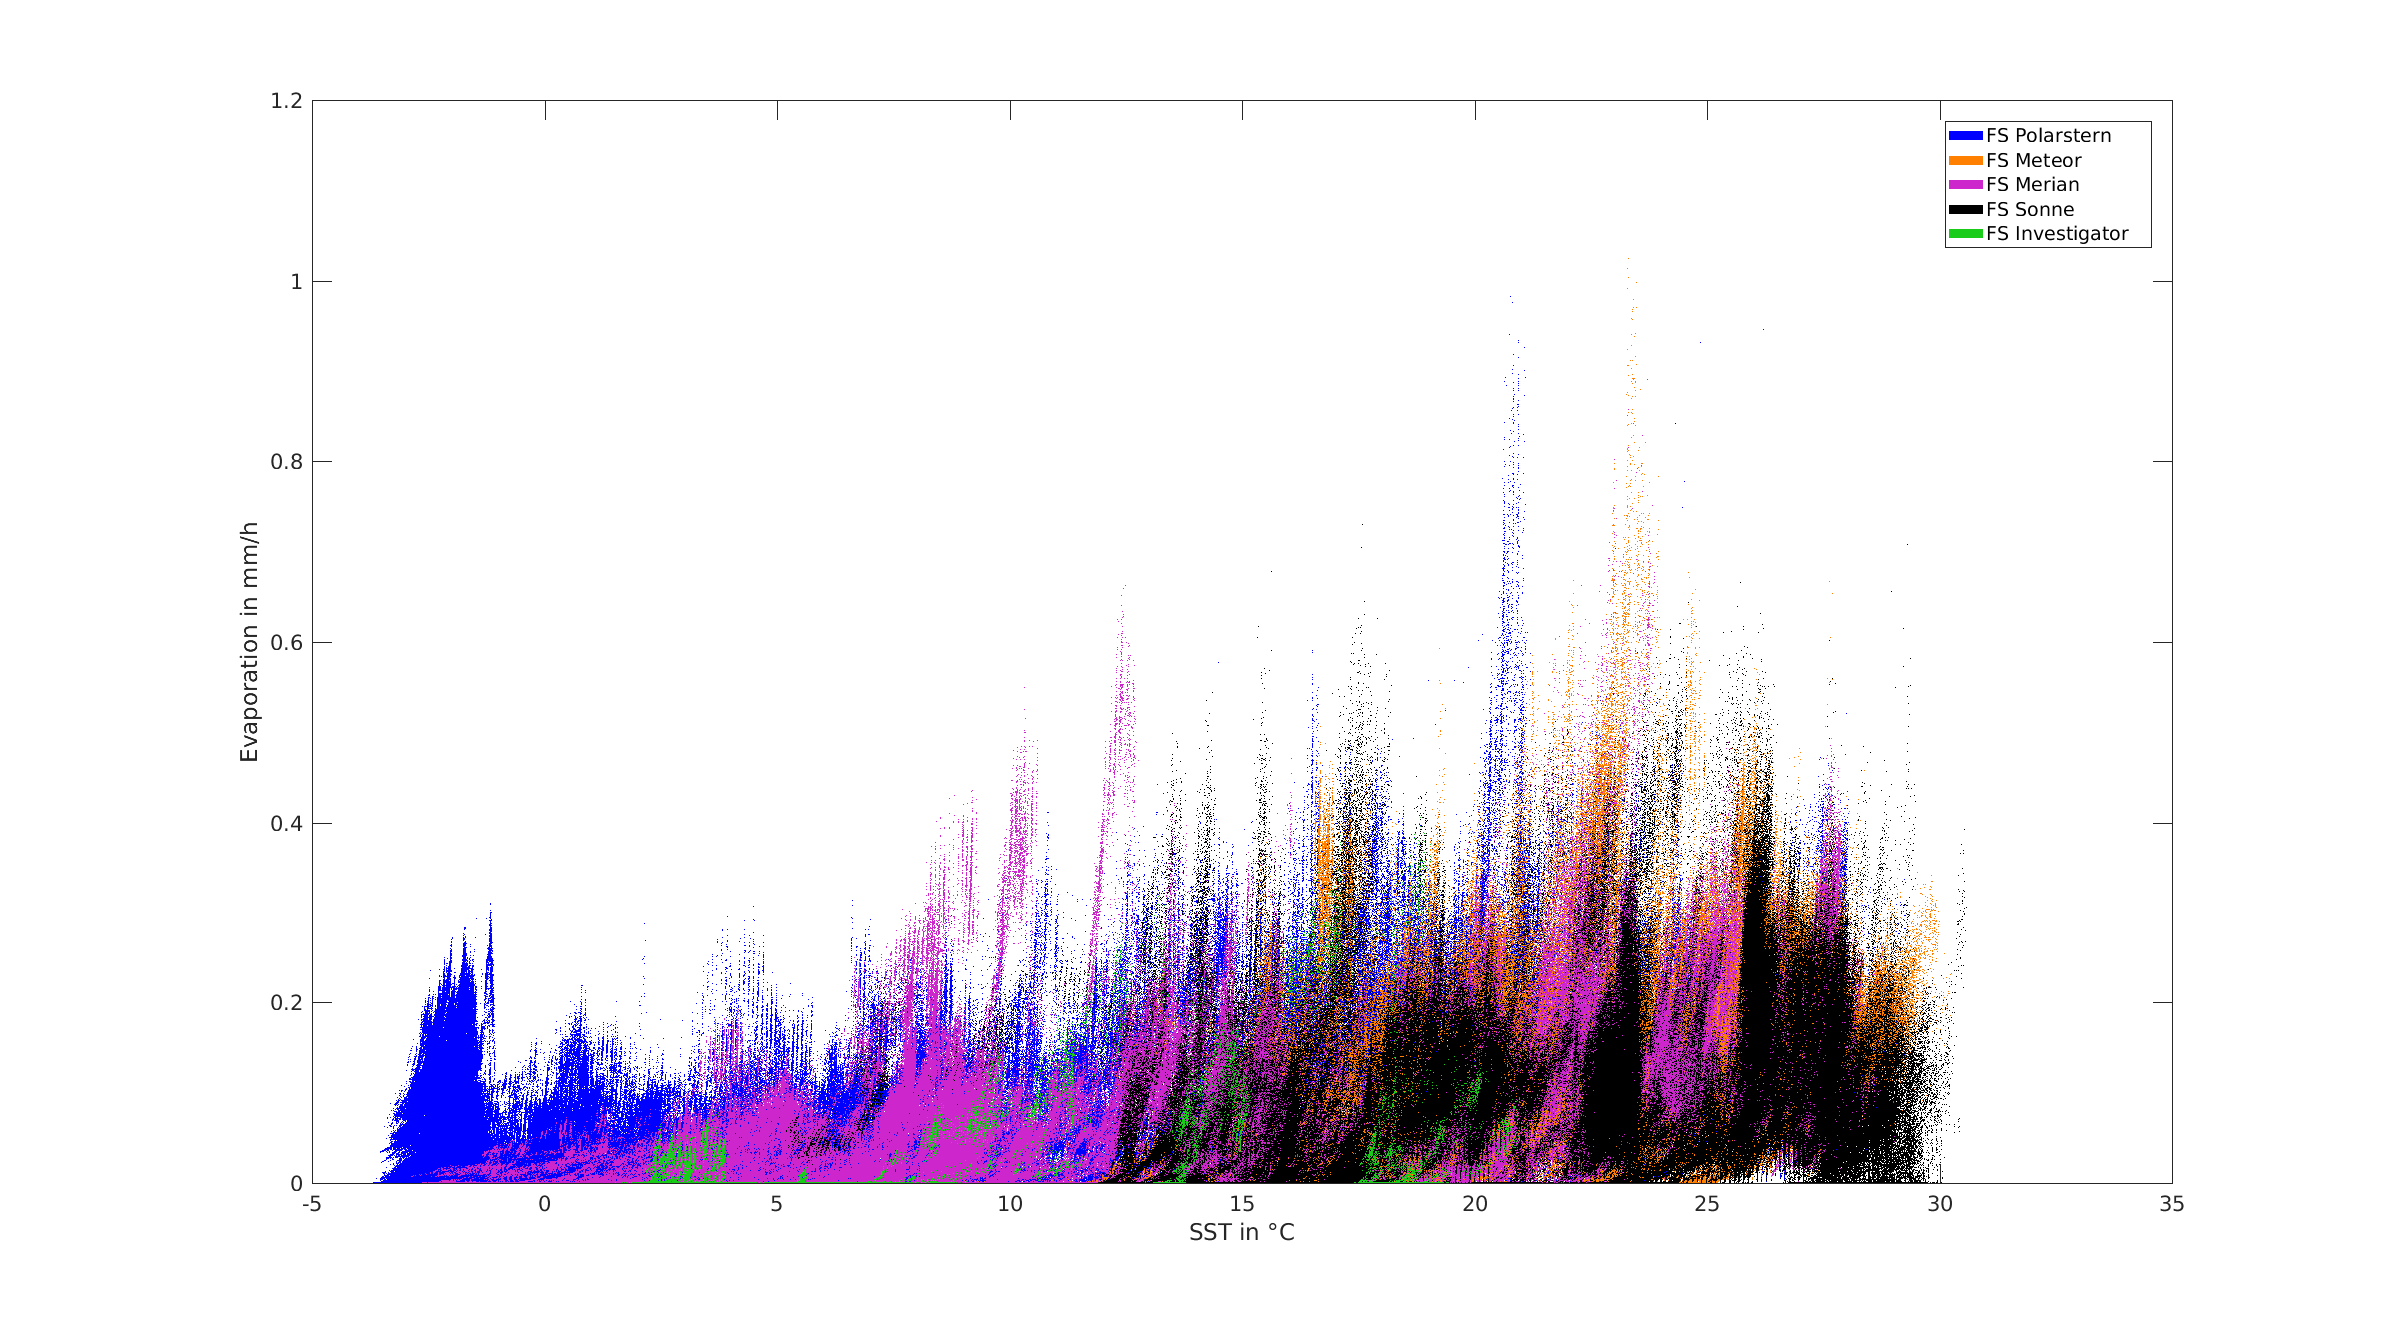 1.2
1
0.8
0.6
0.4
0.2
0
Evaporation in mm/h
FS Polarstern
FS Meteor
FS Merian
FS Sonne
FS Investigator
-5 0 5 10 15 20 25 30 35
SST in °C